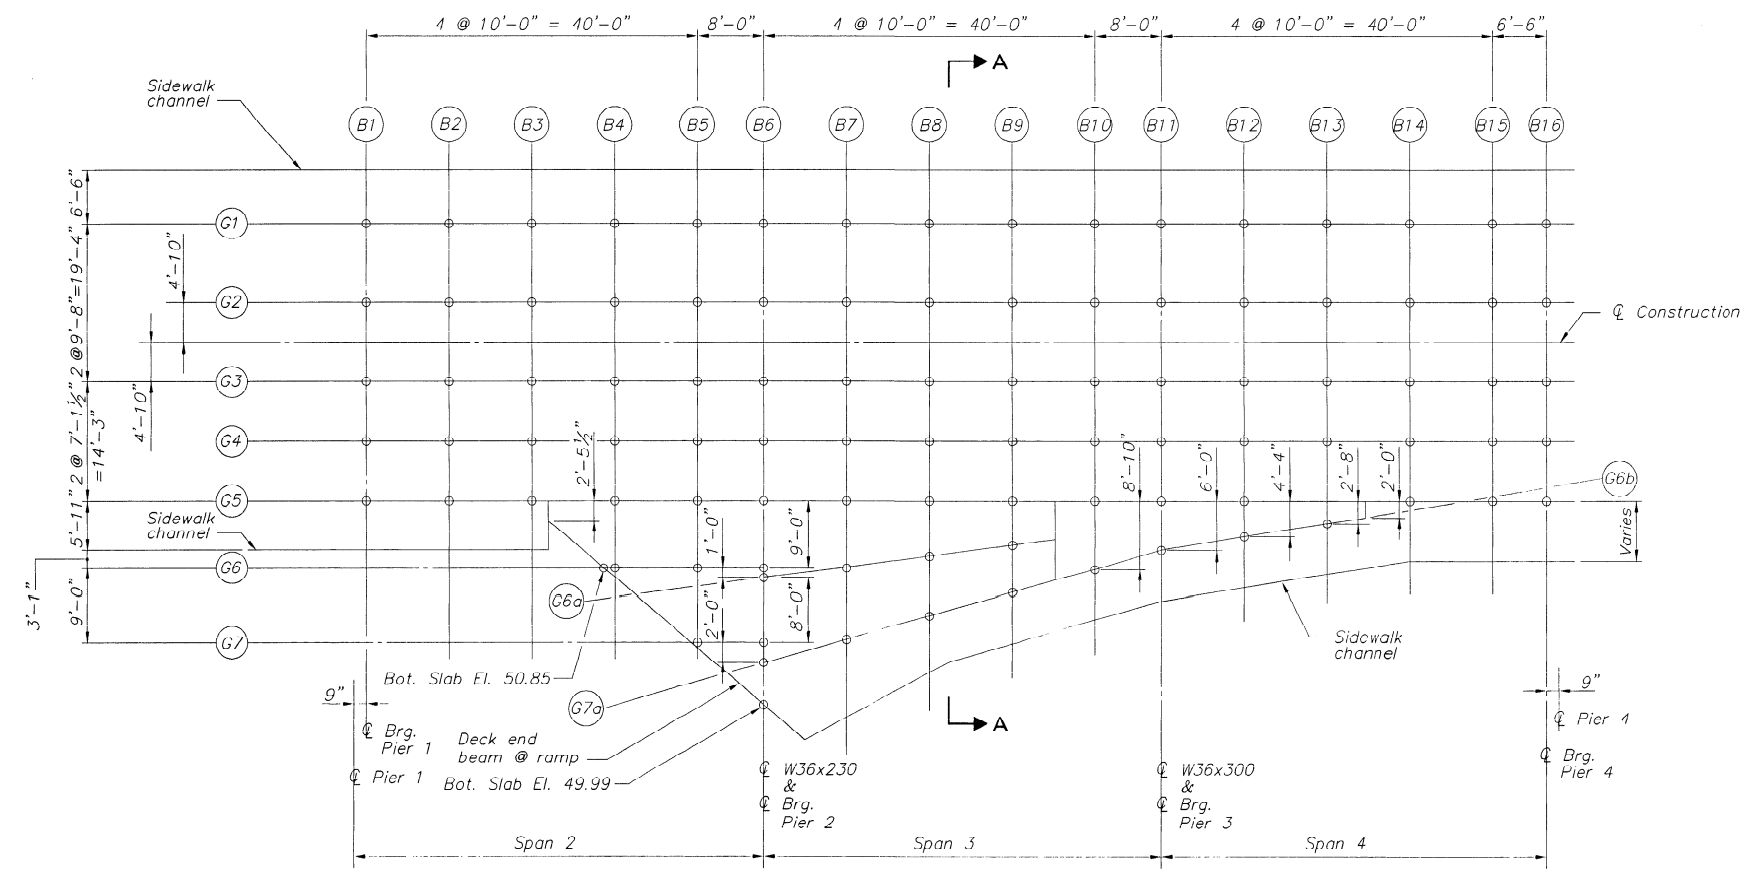 4 @ 10'-0" = 40'-0"
8'-0"
4 @ 10'-0" = 40'-0"
8'-0"
4 @ 10'-0" = 40'-0"
6'-6"
A
Sidewalk
channel
B1
B2
B3
B4
B5
B6
B7
B8
B9
B10
B11
B12
B13
B14
B15
B16
6'-6"
G1
2 @ 9'-8" =19'-4"
4'-10"
G2
℄ Construction
G3
4'-10"
2 @ 7'-1½"
=14'-3"
G4
2'-5½"
8'-10"
6'-0"
4'-4"
2'-8"
2'-0"
G6b
G5
5'-11"
Sidewalk
channel
1'-0"
9'-0"
Varies
G6
3'-1"
9'-0"
G6a
2'-0"
8'-0"
G7
Sidewalk
channel
Bot. Slab El. 50.85
9"
9"
G7a
A
℄ Brg.
Pier 1
Deck end
beam @ ramp
℄ Pier 4
℄ Pier 1
Bot. Slab El. 49.99
℄ W36x230
&
℄ Brg.
Pier 2
℄ W36x300
&
℄ Brg.
Pier 3
℄ Brg.
Pier 4
Span 2
Span 3
Span 4